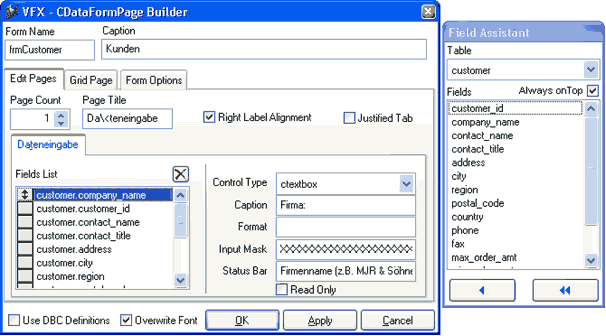 VFX - CDataFormPage Builder
Form Name
Caption
frmCustomer
Kunden
Edit Pages
Grid Page
Form Options
Page Count
Page Title
1
Da\<teneingabe
Right Label Alignment
Justified Tab
Dateneingabe
Fields List
customer.company_name
customer.customer_id
customer.contact_name
customer.contact_title
customer.address
customer.city
customer.region
Control Type
ctextbox
Caption
Firma:
Format
Input Mask
XXXXXXXXXXXXXXXXXXXX
Status Bar
Firmenname (z.B. MJR & Söhne
Read Only
Use DBC Definitions
Overwrite Font
OK
Apply
Cancel
Field Assistant
Table
customer
Fields
Always onTop
customer_id
company_name
contact_name
contact_title
address
city
region
postal_code
country
phone
fax
max_order_amt